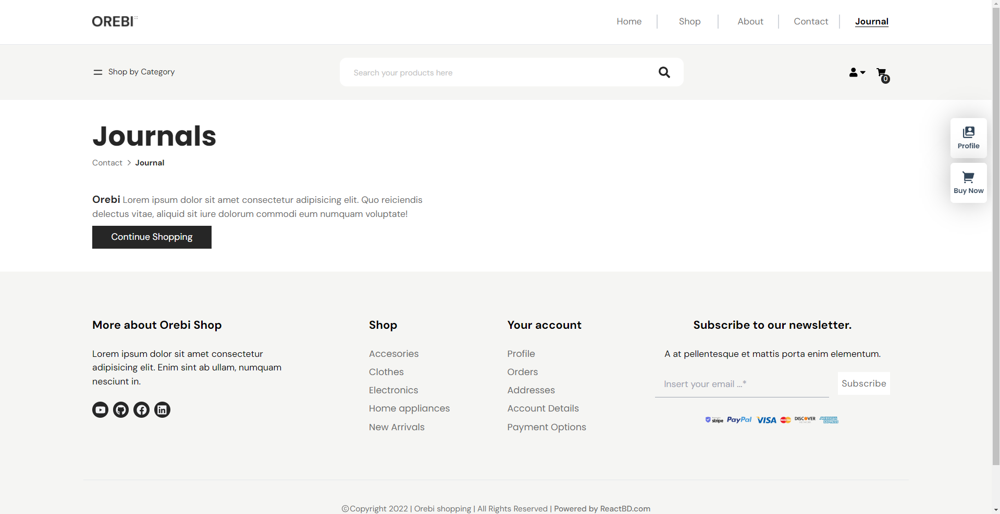 OREBI
Home
Shop
About
Contact
Journal
Shop by Category
Search your products here
0
Journals
Contact > Journal
Profile
Buy Now
Orebi Lorem ipsum dolor sit amet consectetur adipisicing elit. Quo reiciendis
delectus vitae, aliquid sit iure dolorum commodi eum numquam voluptate!
Continue Shopping
More about Orebi Shop
Lorem ipsum dolor sit amet consectetur
adipisicing elit. Enim sint ab ullam, numquam
nesciunt in.
Shop
Accesories
Clothes
Electronics
Home appliances
New Arrivals
Your account
Profile
Orders
Addresses
Account Details
Payment Options
Subscribe to our newsletter.
A at pellentesque et mattis porta enim elementum.
Insert your email ...*
Subscribe
stripe PayPal VISA DISCOVER AMERICAN EXPRESS
©Copyright 2022 | Orebi shopping | All Rights Reserved | Powered by ReactBD.com